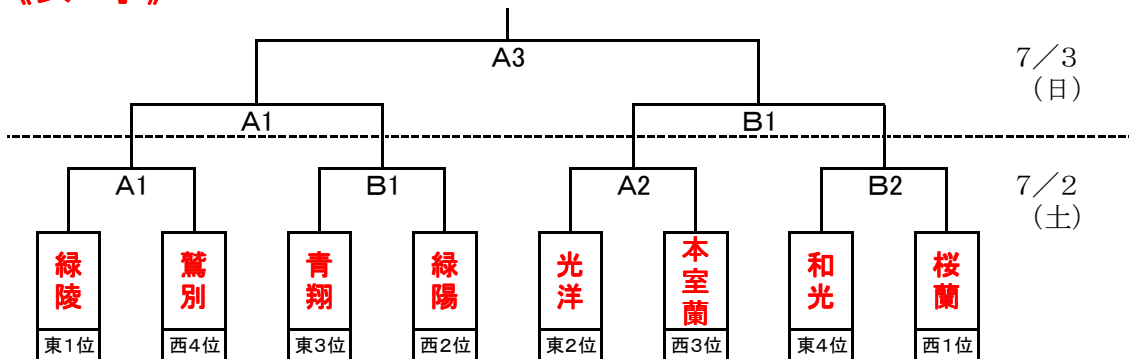 A3
7/3
(日)
A1
B1
A1
B1
A2
B2
7/2
(土)
緑陵
鷲別
青翔
緑陽
光洋
本室蘭
和光
桜蘭
東1位
西4位
東3位
西2位
東2位
西3位
東4位
西1位